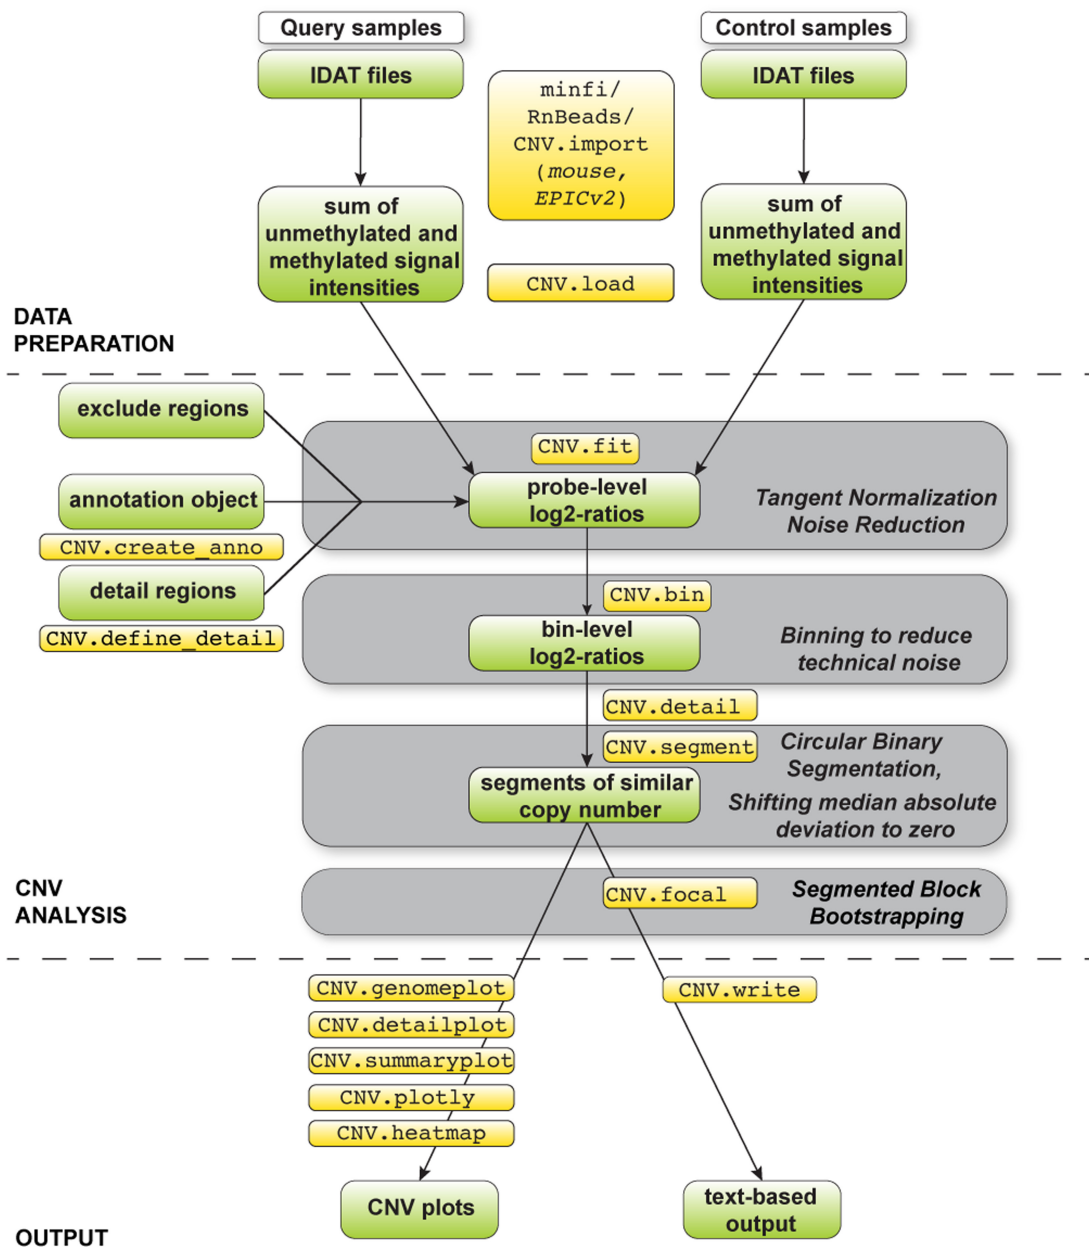 Query samples
Control samples
IDAT files
IDAT files
minfi/
RnBeads/
CNV.import
(mouse,
EPICv2)
sum of
unmethylated and
methylated signal
intensities
sum of
unmethylated and
methylated signal
intensities
CNV.load
DATA
PREPARATION
exclude regions
annotation object
CNV.create_anno
detail regions
CNV.define_detail
CNV.fit
probe-level
log2-ratios
Tangent Normalization
Noise Reduction
CNV.bin
bin-level
log2-ratios
Binning to reduce
technical noise
CNV.detail
CNV.segment
segments of similar
copy number
Circular Binary
Segmentation,
Shifting median absolute
deviation to zero
CNV
ANALYSIS
CNV.focal
Segmented Block
Bootstrapping
CNV.genomeplot
CNV.detailplot
CNV.summaryplot
CNV.plotly
CNV.heatmap
CNV.write
CNV plots
text-based
output
OUTPUT